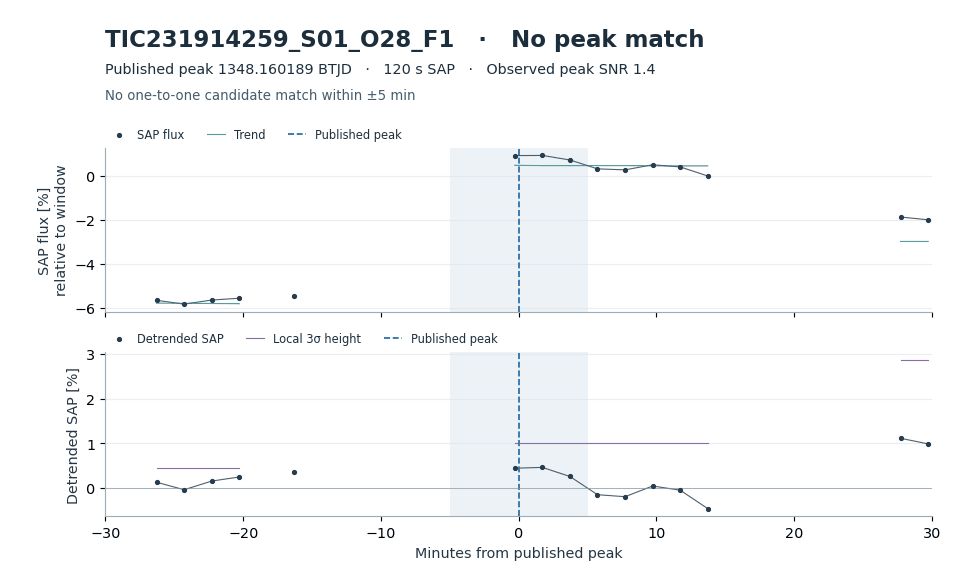 TIC231914259_S01_O28_F1 · No peak match
Published peak 1348.160189 BTJD · 120 s SAP · Observed peak SNR 1.4
No one-to-one candidate match within ±5 min
SAP flux Trend Published peak
SAP flux [%]
relative to window
0
−2
−4
−6
Detrended SAP Local 3σ height Published peak
Detrended SAP [%]
3
2
1
0
−30 −20 −10 0 10 20 30
Minutes from published peak